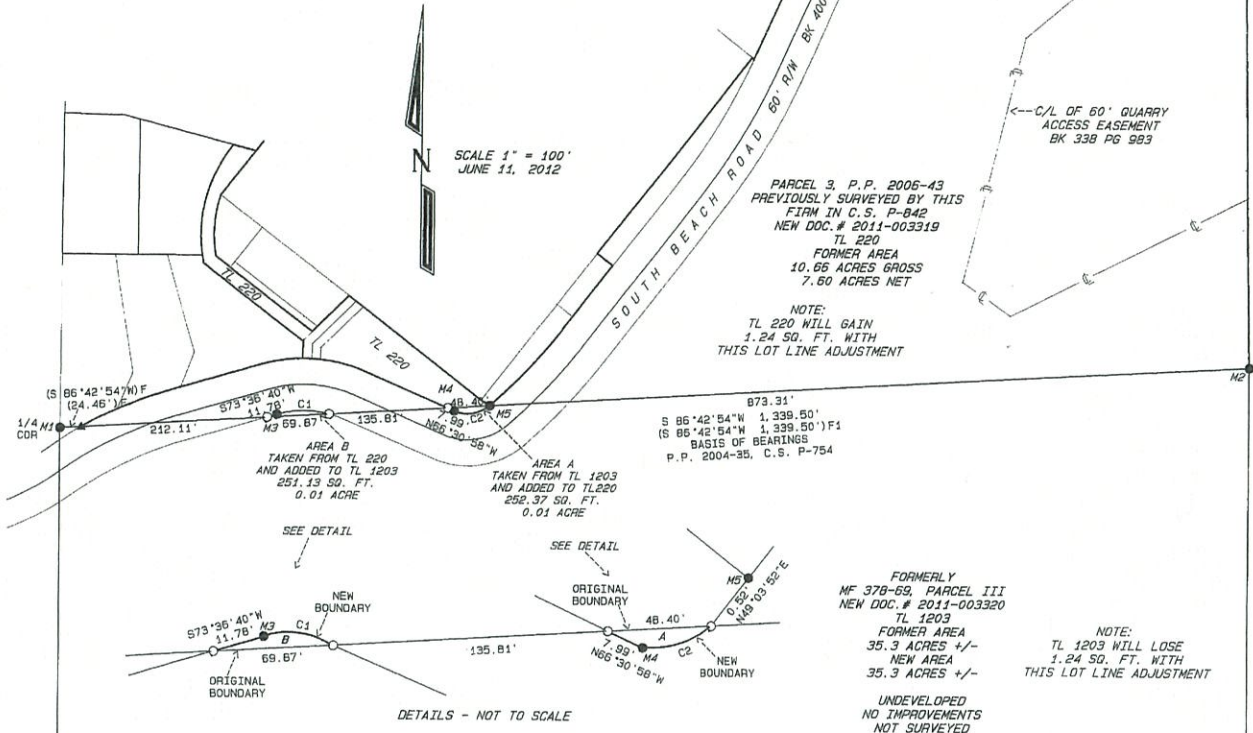 SOUTH BEACH ROAD 60' R/W BK 400
<--C/L OF 60' QUARRY
ACCESS EASEMENT
BK 338 PG 983
N
SCALE 1" = 100'
JUNE 11, 2012
PARCEL 3, P.P. 2006-43
PREVIOUSLY SURVEYED BY THIS
FIRM IN C.S. P-842
NEW DOC.# 2011-003319
TL 220
FORMER AREA
10.66 ACRES GROSS
7.60 ACRES NET
NOTE:
TL 220 WILL GAIN
1.24 SQ. FT. WITH
THIS LOT LINE ADJUSTMENT
TL 220
TL 220
(S 86°42'54"W)F
(24.46')F
1/4
COR
M1
212.11'
S73°36'40"W
11.78'
M3
C1
69.87'
135.81'
M4
48.40'
7.99'
C2
N66°30'58"W
M5
873.31'
M2
S 86°42'54"W 1,339.50'
(S 86°42'54"W 1,339.50')F1
BASIS OF BEARINGS
P.P. 2004-35, C.S. P-754
AREA B
TAKEN FROM TL 220
AND ADDED TO TL 1203
251.13 SQ. FT.
0.01 ACRE
AREA A
TAKEN FROM TL 1203
AND ADDED TO TL220
252.37 SQ. FT.
0.01 ACRE
SEE DETAIL
SEE DETAIL
S73°36'40"W
11.78'
M3
C1
NEW
BOUNDARY
B
69.87'
ORIGINAL
BOUNDARY
135.81'
ORIGINAL
BOUNDARY
48.40'
A
7.99'
M4
N66°30'58"W
C2
NEW
BOUNDARY
M5
0.52'
N49°03'52"E
DETAILS - NOT TO SCALE
FORMERLY
MF 378-69, PARCEL III
NEW DOC.# 2011-003320
TL 1203
FORMER AREA
35.3 ACRES +/-
NEW AREA
35.3 ACRES +/-
UNDEVELOPED
NO IMPROVEMENTS
NOT SURVEYED
NOTE:
TL 1203 WILL LOSE
1.24 SQ. FT. WITH
THIS LOT LINE ADJUSTMENT